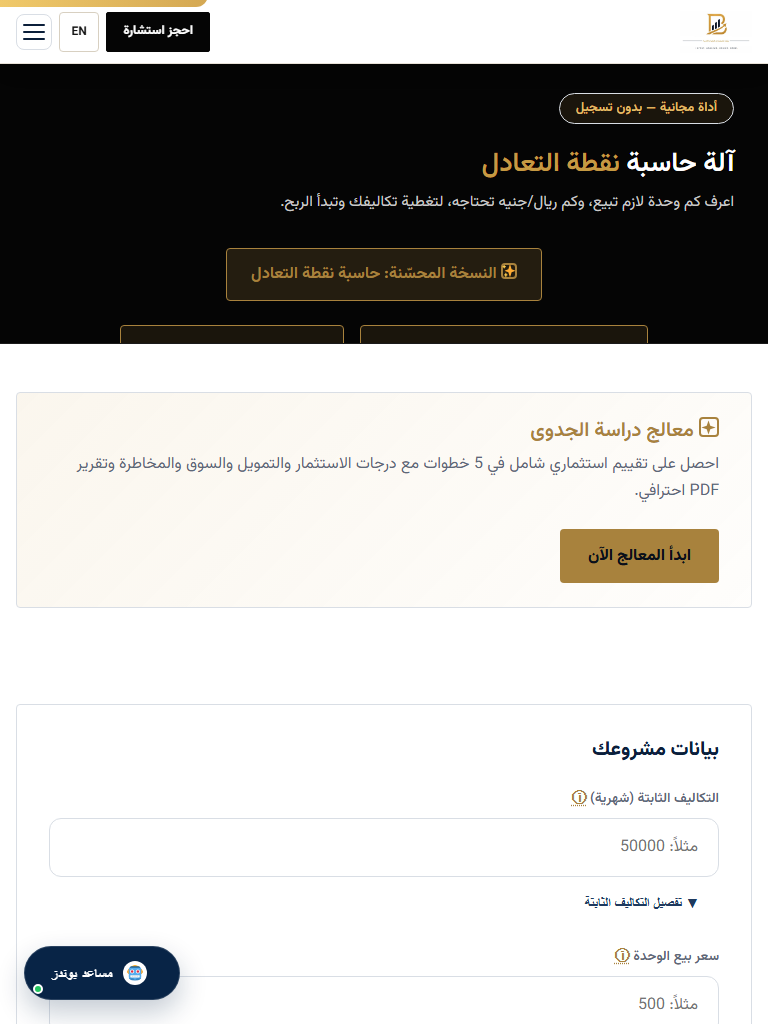 احجز استشارة
EN
أداة مجانية — بدون تسجيل
آلة حاسبة نقطة التعادل
اعرف كم وحدة لازم تبيع، وكم ريال/جنيه تحتاجه، لتغطية تكاليفك وتبدأ الربح.
النسخة المحسّنة: حاسبة نقطة التعادل
معالج دراسة الجدوى
احصل على تقييم استثماري شامل في 5 خطوات مع درجات الاستثمار والتمويل والسوق والمخاطرة وتقرير
PDF احترافي.
ابدأ المعالج الآن
بيانات مشروعك
التكاليف الثابتة (شهرية) ⓘ
مثلاً: 50000
▼ تفصيل التكاليف الثابتة
سعر بيع الوحدة ⓘ
مثلاً: 500
مساعد بوندز